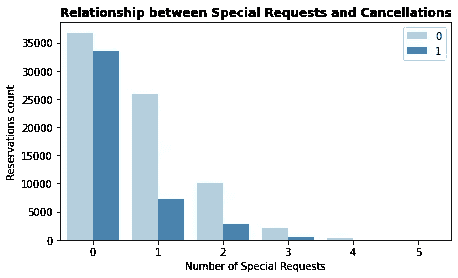 Relationship between Special Requests and Cancellations
0
1
35000
30000
25000
20000
15000
10000
5000
0
Reservations count
0 1 2 3 4 5
Number of Special Requests